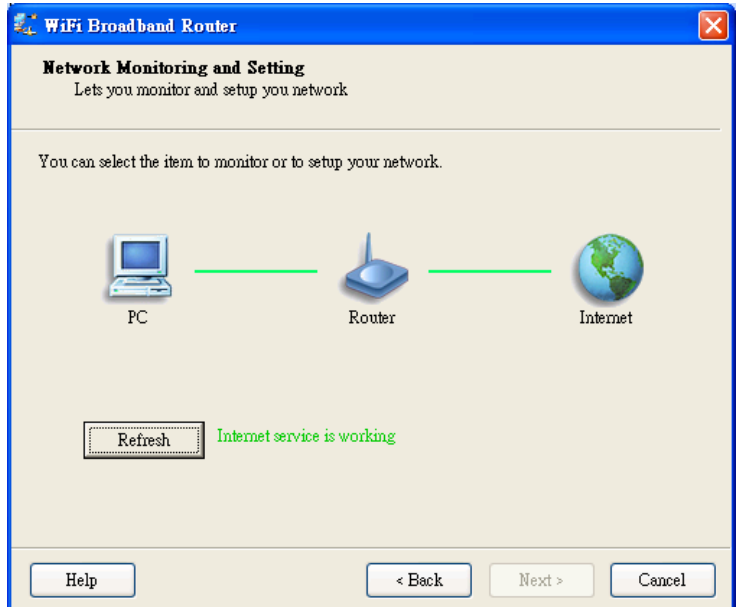 WiFi Broadband Router
Network Monitoring and Setting
Lets you monitor and setup you network
You can select the item to monitor or to setup your network.
PC Router Internet
Refresh Internet service is working
Help < Back Next > Cancel